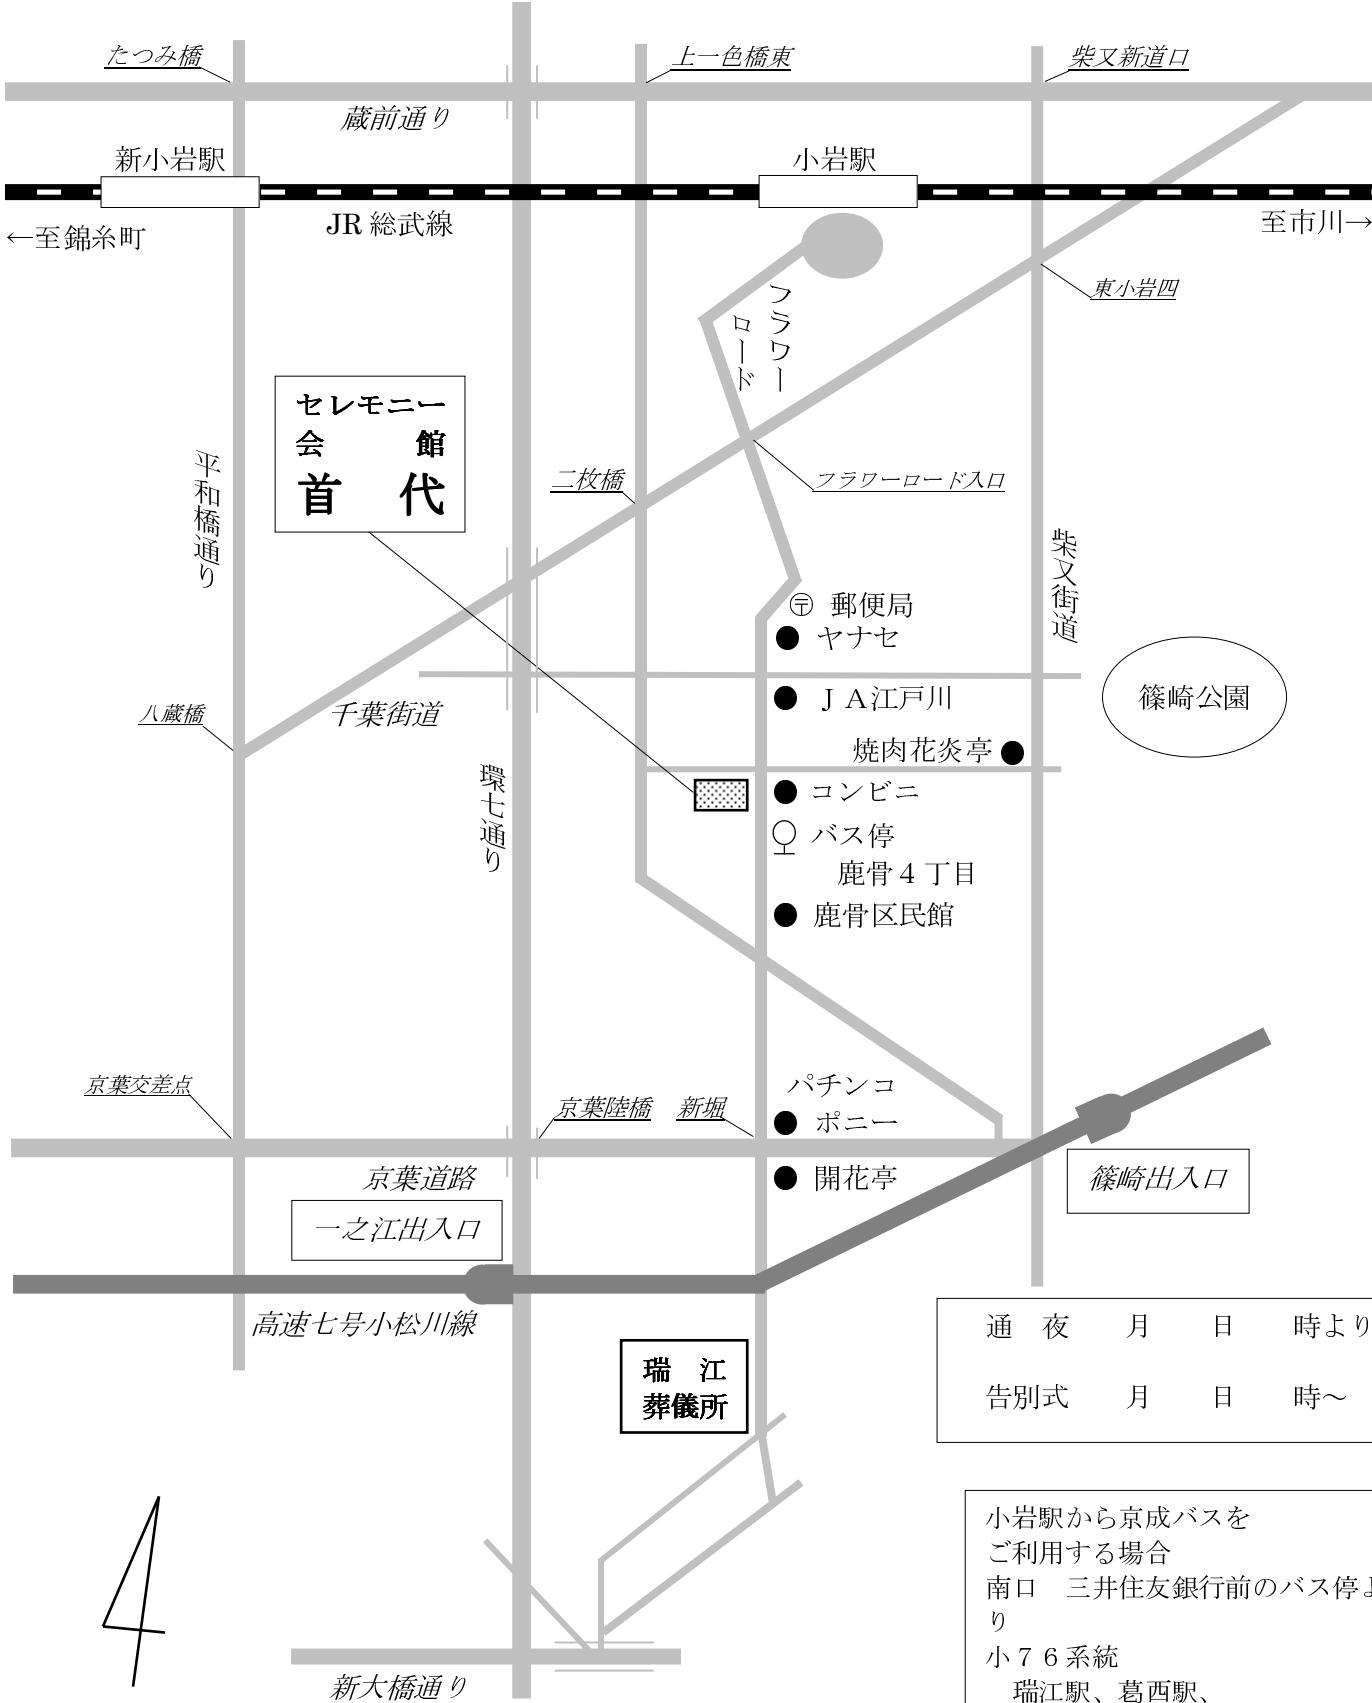 たつみ橋
上一色橋東
柴又新道口
蔵前通り
新小岩駅
小岩駅
←至錦糸町
JR 総武線
至市川→
東小岩四
フラワー
ロード
セレモニー
会　館
首　代
平和橋通り
二枚橋
フラワーロード入口
柴又街道
〒 郵便局
ヤナセ
ＪＡ江戸川
篠崎公園
八蔵橋
千葉街道
焼肉花炎亭
環七通り
コンビニ
バス停
鹿骨４丁目
鹿骨区民館
京葉交差点
京葉陸橋
新堀
パチンコ
ポニー
京葉道路
開花亭
篠崎出入口
一之江出入口
高速七号小松川線
瑞　江
葬儀所
通　夜　　月　　日　　時より
告別式　　月　　日　　時～
小岩駅から京成バスを
ご利用する場合
南口　三井住友銀行前のバス停よ
り
小７６系統
瑞江駅、葛西駅、
新大橋通り